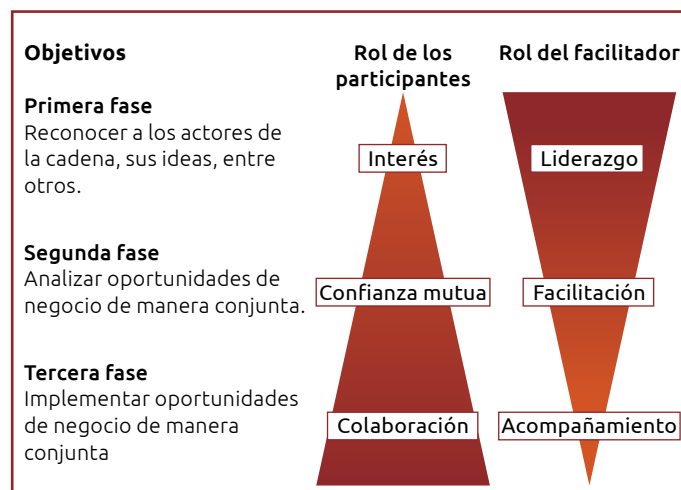 Objetivos
Rol de los
participantes
Rol del facilitador
Primera fase
Reconocer a los actores de
la cadena, sus ideas, entre
otros.
Interés
Liderazgo
Segunda fase
Analizar oportunidades de
negocio de manera conjunta.
Confianza mutua
Facilitación
Tercera fase
Implementar oportunidades
de negocio de manera
conjunta
Colaboración
Acompañamiento